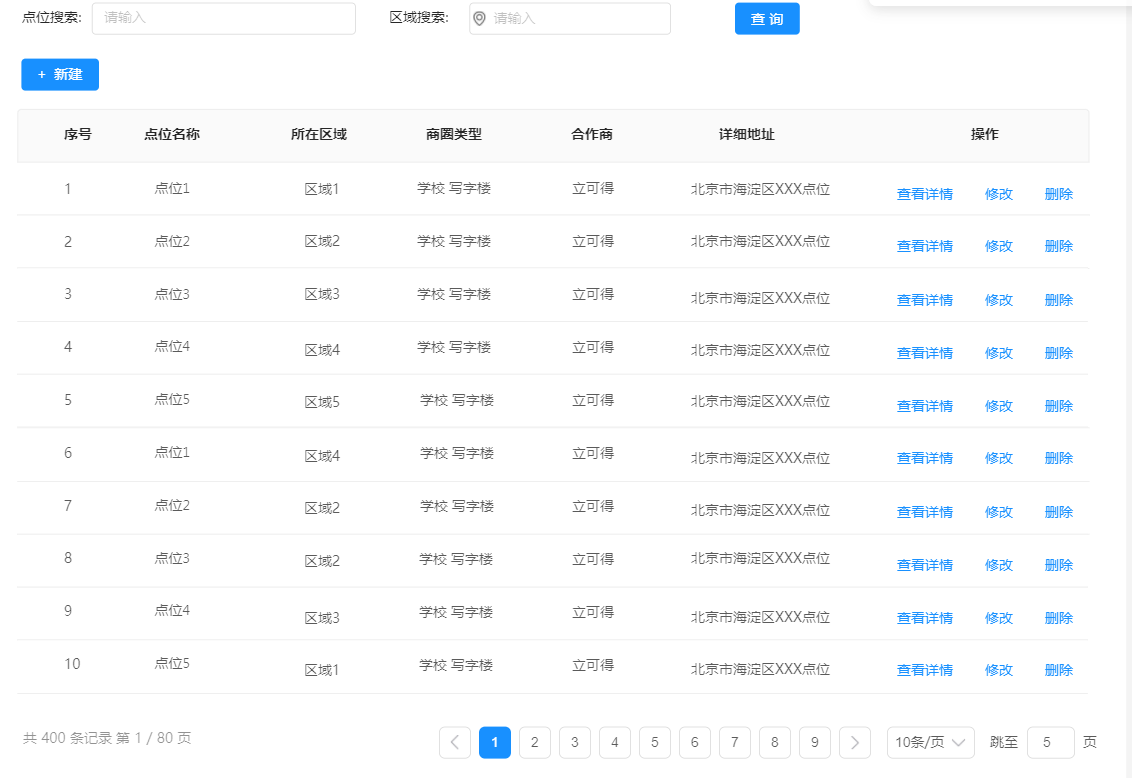 点位搜索: 请输入 区域搜索: 请输入 查 询
+ 新建
序号 点位名称 所在区域 商圈类型 合作商 详细地址 操作
1 点位1 区域1 学校 写字楼 立可得 北京市海淀区XXX点位 查看详情 修改 删除
2 点位2 区域2 学校 写字楼 立可得 北京市海淀区XXX点位 查看详情 修改 删除
3 点位3 区域3 学校 写字楼 立可得 北京市海淀区XXX点位 查看详情 修改 删除
4 点位4 区域4 学校 写字楼 立可得 北京市海淀区XXX点位 查看详情 修改 删除
5 点位5 区域5 学校 写字楼 立可得 北京市海淀区XXX点位 查看详情 修改 删除
6 点位1 区域4 学校 写字楼 立可得 北京市海淀区XXX点位 查看详情 修改 删除
7 点位2 区域2 学校 写字楼 立可得 北京市海淀区XXX点位 查看详情 修改 删除
8 点位3 区域2 学校 写字楼 立可得 北京市海淀区XXX点位 查看详情 修改 删除
9 点位4 区域3 学校 写字楼 立可得 北京市海淀区XXX点位 查看详情 修改 删除
10 点位5 区域1 学校 写字楼 立可得 北京市海淀区XXX点位 查看详情 修改 删除
共 400 条记录 第 1 / 80 页 1 2 3 4 5 6 7 8 9 10条/页 跳至 5 页